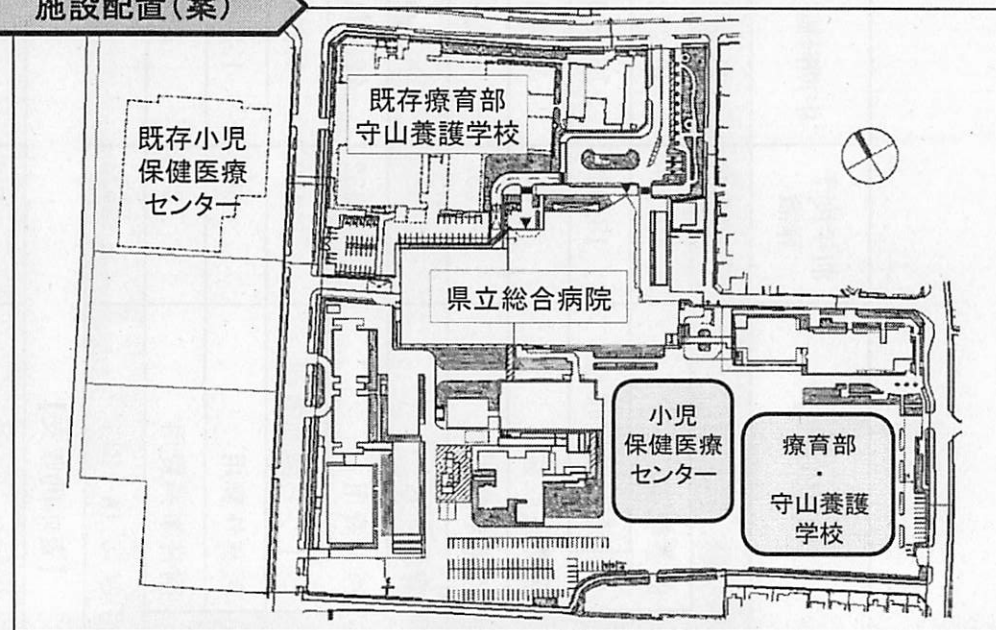 施設配置(案)
既存療育部
守山養護学校
既存小児
保健医療
センター
県立総合病院
小児
保健医療
センター
療育部
・
守山養護
学校